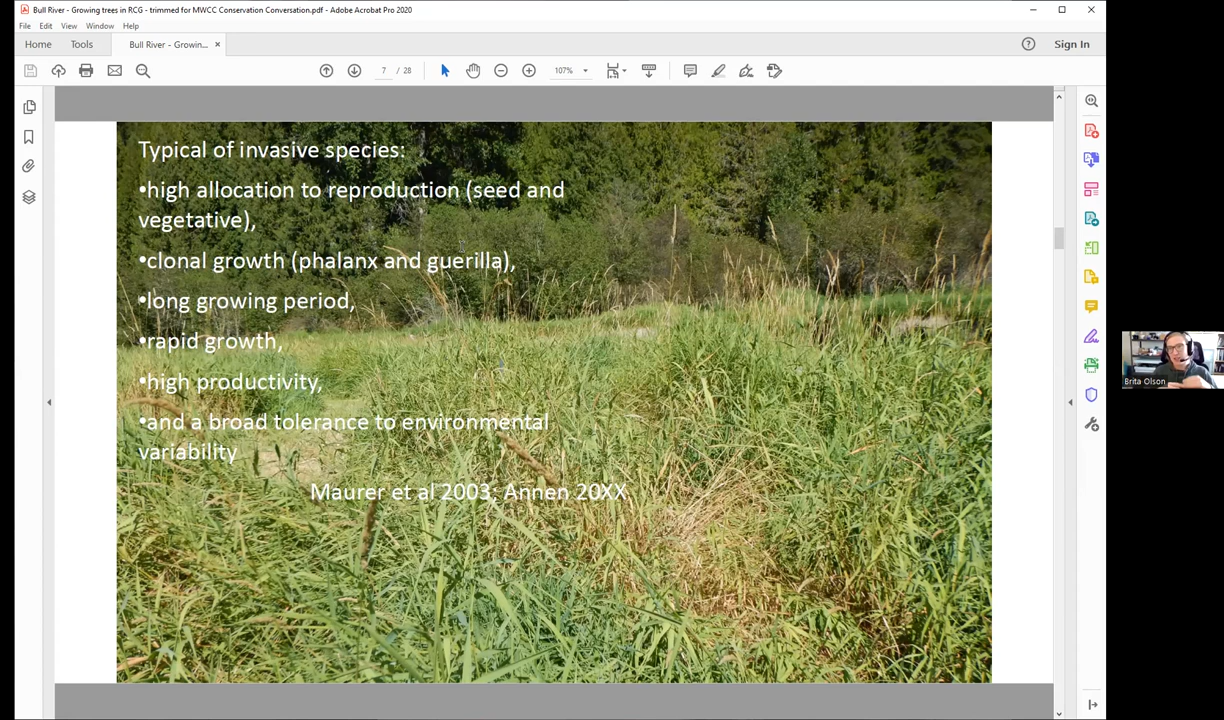 Bull River - Growing trees in RCG - trimmed for MWCC Conservation Conversation.pdf - Adobe Acrobat Pro 2020
File Edit View Window Help
Home Tools Bull River - Growin... × Sign In
7 / 28 107%
Typical of invasive species:
•high allocation to reproduction (seed and
vegetative),
•clonal growth (phalanx and guerilla),
•long growing period,
•rapid growth,
•high productivity,
•and a broad tolerance to environmental
variability
Maurer et al 2003; Annen 20XX
Brita Olson